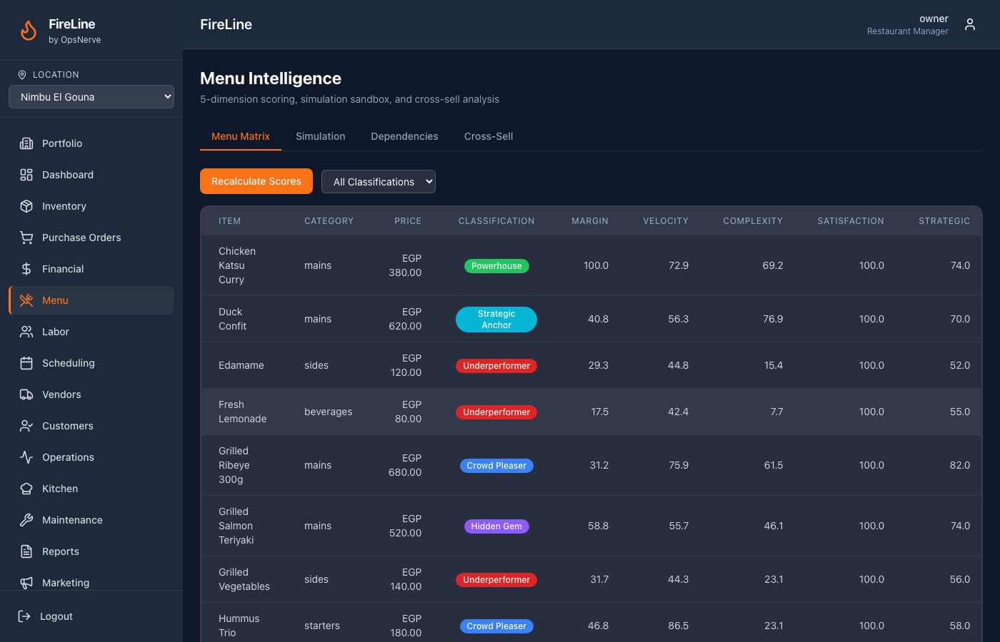 FireLine
by OpsNerve
LOCATION
Nimbu El Gouna
Portfolio
Dashboard
Inventory
Purchase Orders
Financial
Menu
Labor
Scheduling
Vendors
Customers
Operations
Kitchen
Maintenance
Reports
Marketing
Logout
FireLine
owner
Restaurant Manager
Menu Intelligence
5-dimension scoring, simulation sandbox, and cross-sell analysis
Menu Matrix Simulation Dependencies Cross-Sell
Recalculate Scores All Classifications
ITEM CATEGORY PRICE CLASSIFICATION MARGIN VELOCITY COMPLEXITY SATISFACTION STRATEGIC
Chicken
Katsu
Curry
mains
EGP
380.00
Powerhouse
100.0 72.9 69.2 100.0 74.0
Duck
Confit
mains
EGP
620.00
Strategic
Anchor
40.8 56.3 76.9 100.0 70.0
Edamame
sides
EGP
120.00
Underperformer
29.3 44.8 15.4 100.0 52.0
Fresh
Lemonade
beverages
EGP
80.00
Underperformer
17.5 42.4 7.7 100.0 55.0
Grilled
Ribeye
300g
mains
EGP
680.00
Crowd Pleaser
31.2 75.9 61.5 100.0 82.0
Grilled
Salmon
Teriyaki
mains
EGP
520.00
Hidden Gem
58.8 55.7 46.1 100.0 74.0
Grilled
Vegetables
sides
EGP
140.00
Underperformer
31.7 44.3 23.1 100.0 56.0
Hummus
Trio
starters
EGP
180.00
Crowd Pleaser
46.8 86.5 23.1 100.0 58.0